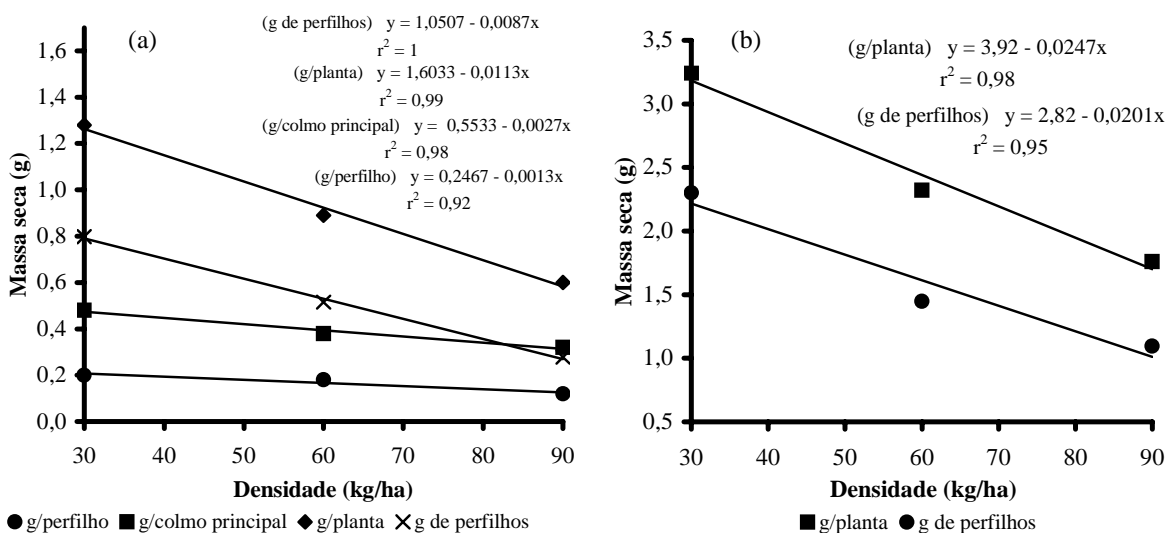 (a)
(g de perfilhos) y = 1,0507 - 0,0087x
r² = 1
(g/planta) y = 1,6033 - 0,0113x
r² = 0,99
(g/colmo principal) y = 0,5533 - 0,0027x
r² = 0,98
(g/perfilho) y = 0,2467 - 0,0013x
r² = 0,92
Massa seca (g)
1,6
1,4
1,2
1,0
0,8
0,6
0,4
0,2
0,0
30 40 50 60 70 80 90
Densidade (kg/ha)
g/perfilho g/colmo principal g/planta g de perfilhos
(b)
(g/planta) y = 3,92 - 0,0247x
r² = 0,98
(g de perfilhos) y = 2,82 - 0,0201x
r² = 0,95
Massa seca (g)
3,5
3,0
2,5
2,0
1,5
1,0
0,5
30 40 50 60 70 80 90
Densidade (kg/ha)
g/planta g de perfilhos